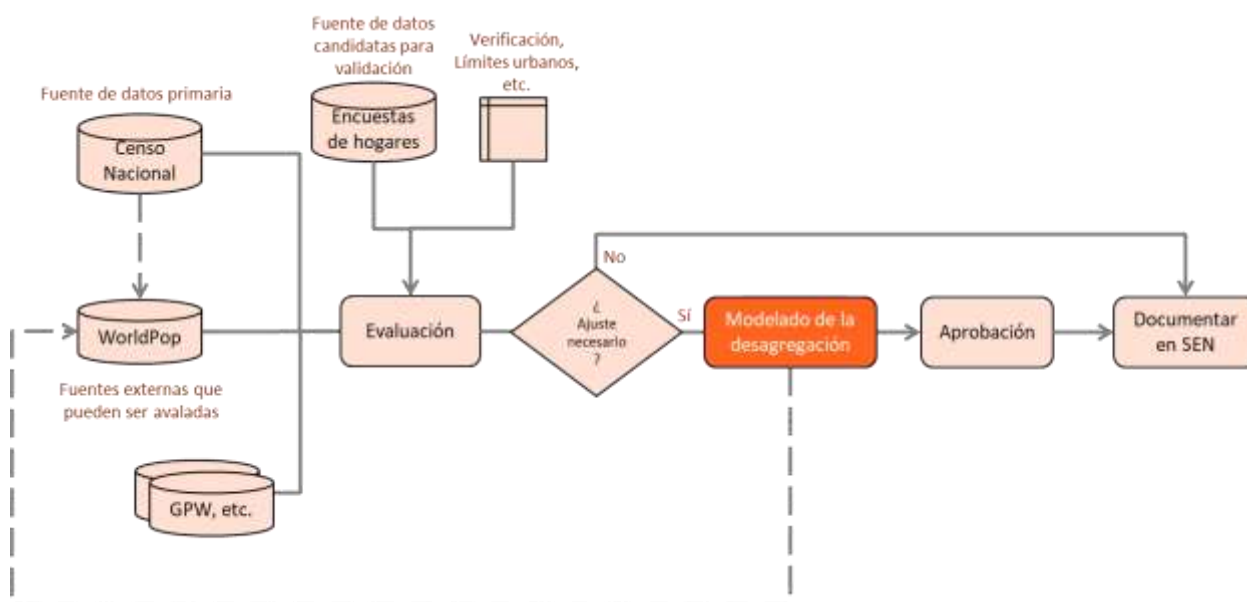 Fuente de datos
candidatas para
validación
Verificación,
Límites urbanos,
etc.
Fuente de datos primaria
Encuestas
de hogares
Censo
Nacional
No
WorldPop
Evaluación
¿
Ajuste
necesarlo
?
Sí
Modelado de la
desagregación
Aprobación
Documentar
en SEN
Fuentes externas que
pueden ser avaladas
GPW, etc.